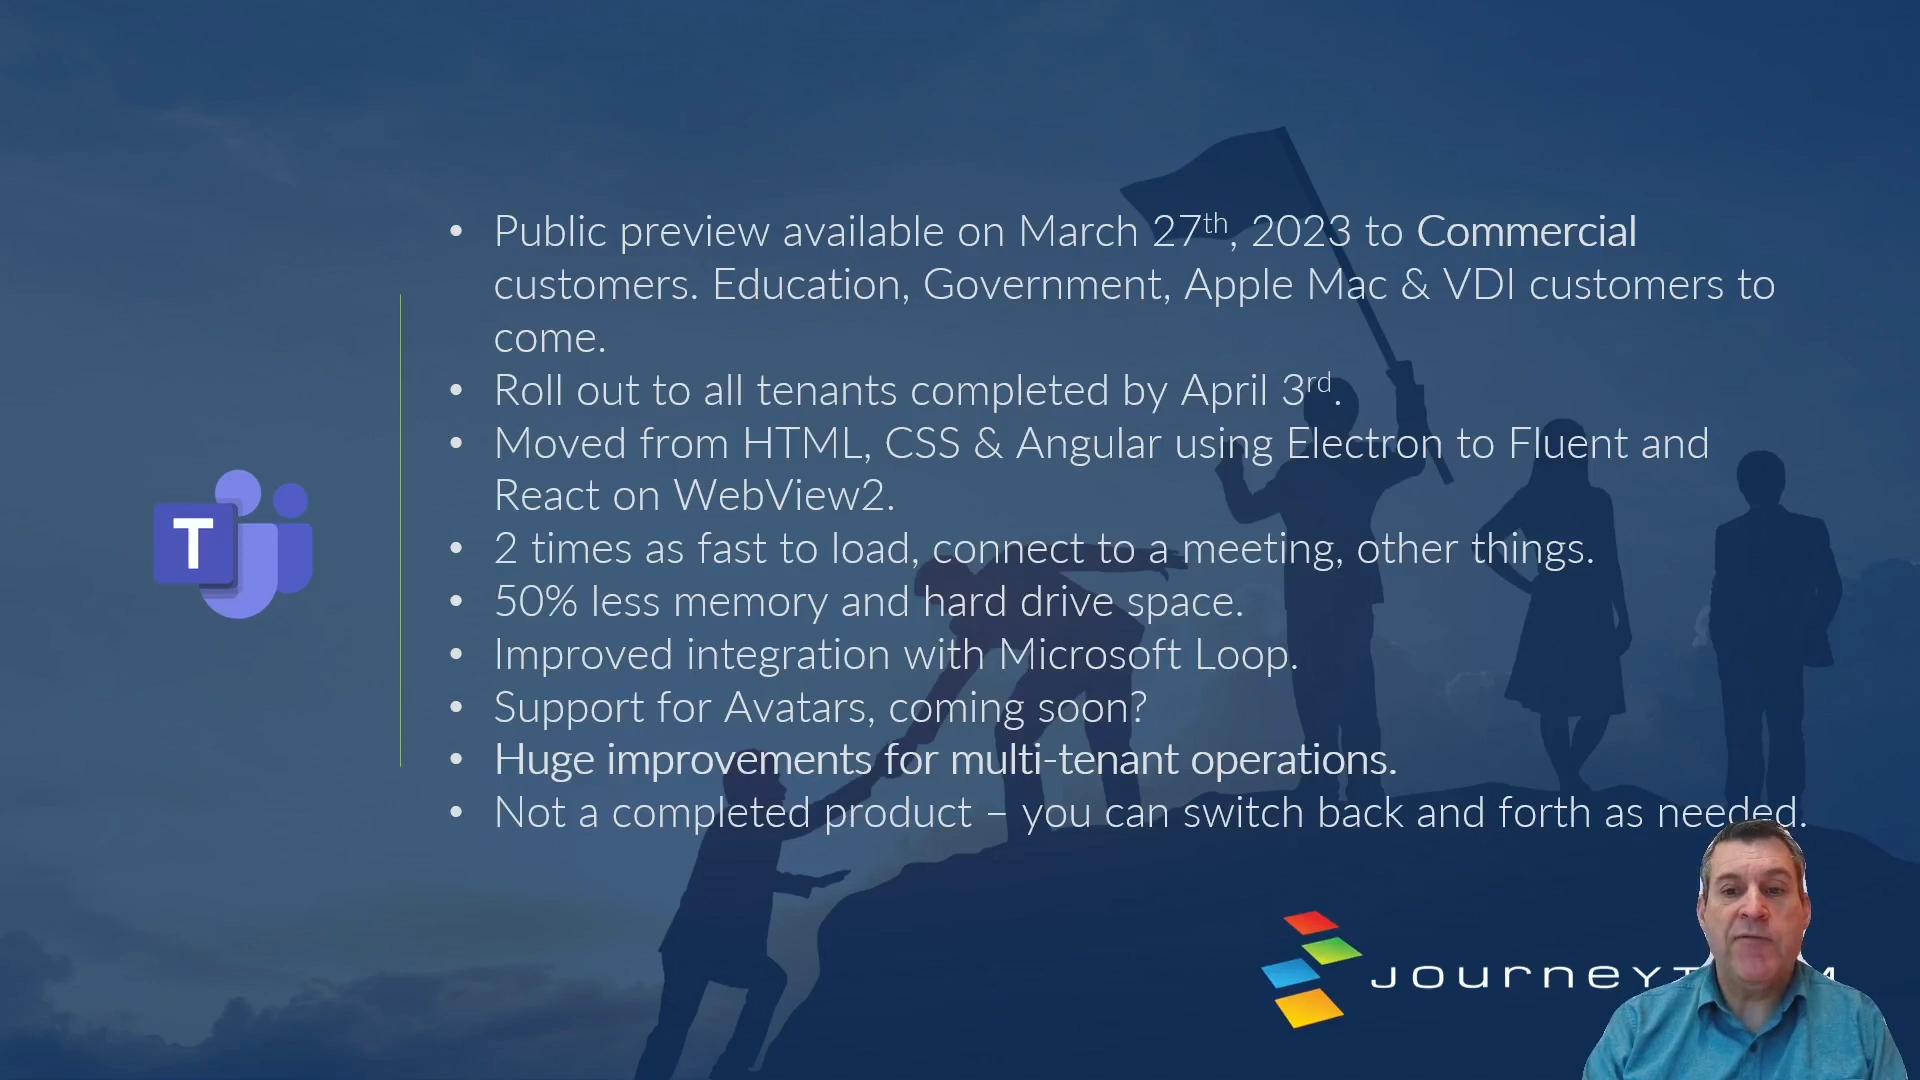 • Public preview available on March 27th, 2023 to Commercial
customers. Education, Government, Apple Mac & VDI customers to
come.
• Roll out to all tenants completed by April 3rd.
• Moved from HTML, CSS & Angular using Electron to Fluent and
React on WebView2.
• 2 times as fast to load, connect to a meeting, other things.
• 50% less memory and hard drive space.
• Improved integration with Microsoft Loop.
• Support for Avatars, coming soon?
• Huge improvements for multi-tenant operations.
• Not a completed product – you can switch back and forth as needed.
T